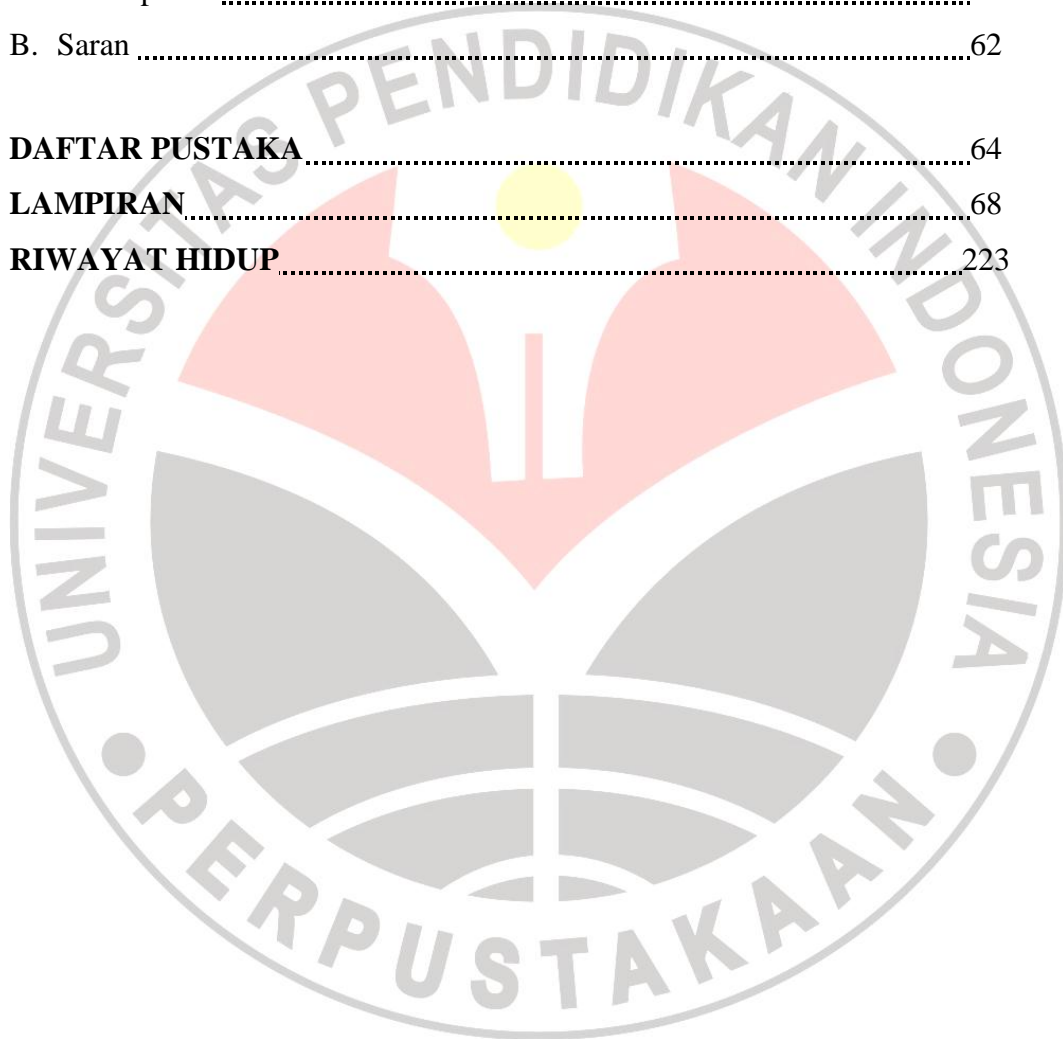 B. Saran ........ 62
DAFTAR PUSTAKA ........ 64
LAMPIRAN ........ 68
RIWAYAT HIDUP ........ 223
UNIVERSITAS PENDIDIKAN INDONESIA
PERPUSTAKAAN